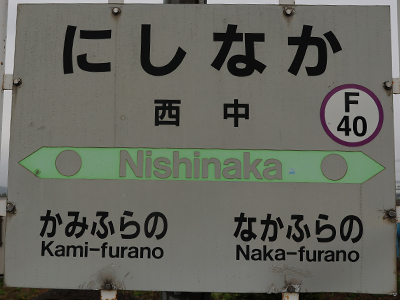 にしなか
西中
F
40
Nishinaka
かみふらの
Kami-furano
なかふらの
Naka-furano